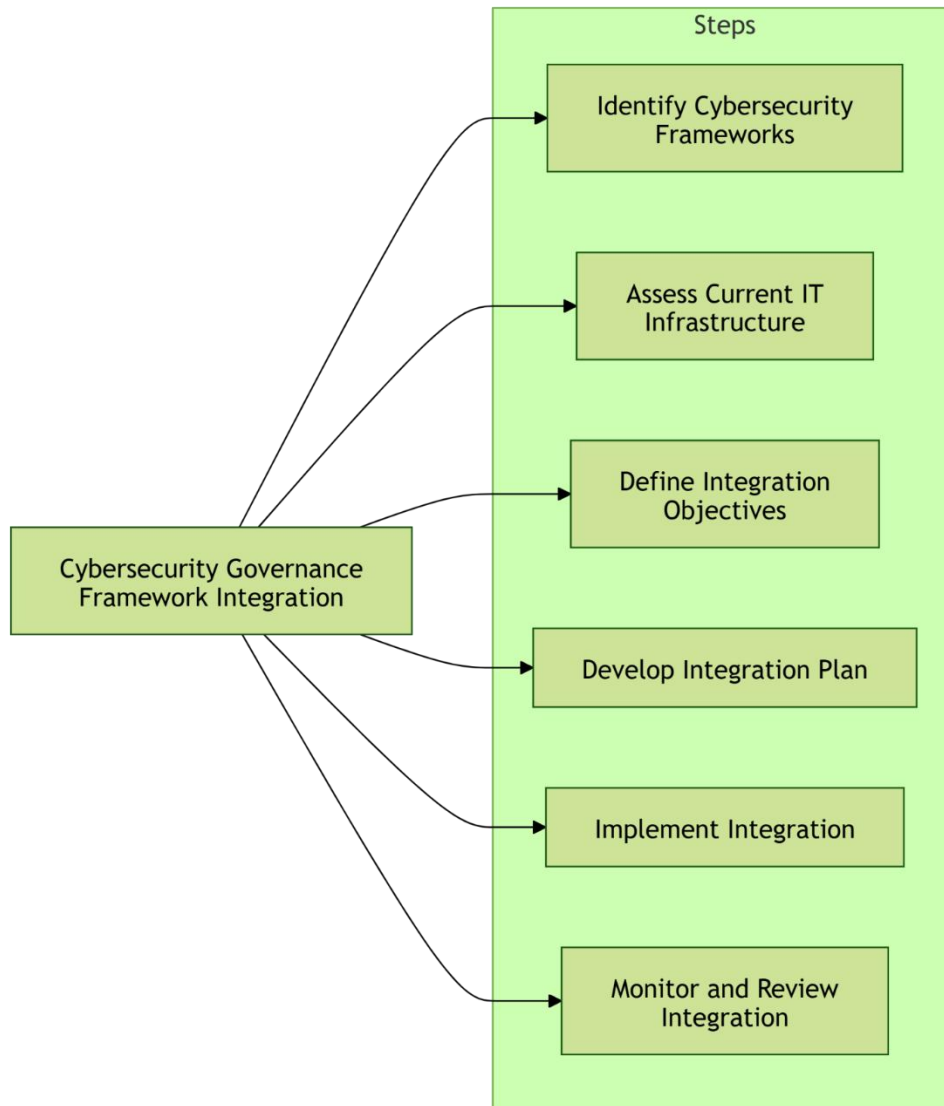 Steps
Identify Cybersecurity
Frameworks
Assess Current IT
Infrastructure
Define Integration
Objectives
Cybersecurity Governance
Framework Integration
Develop Integration Plan
Implement Integration
Monitor and Review
Integration